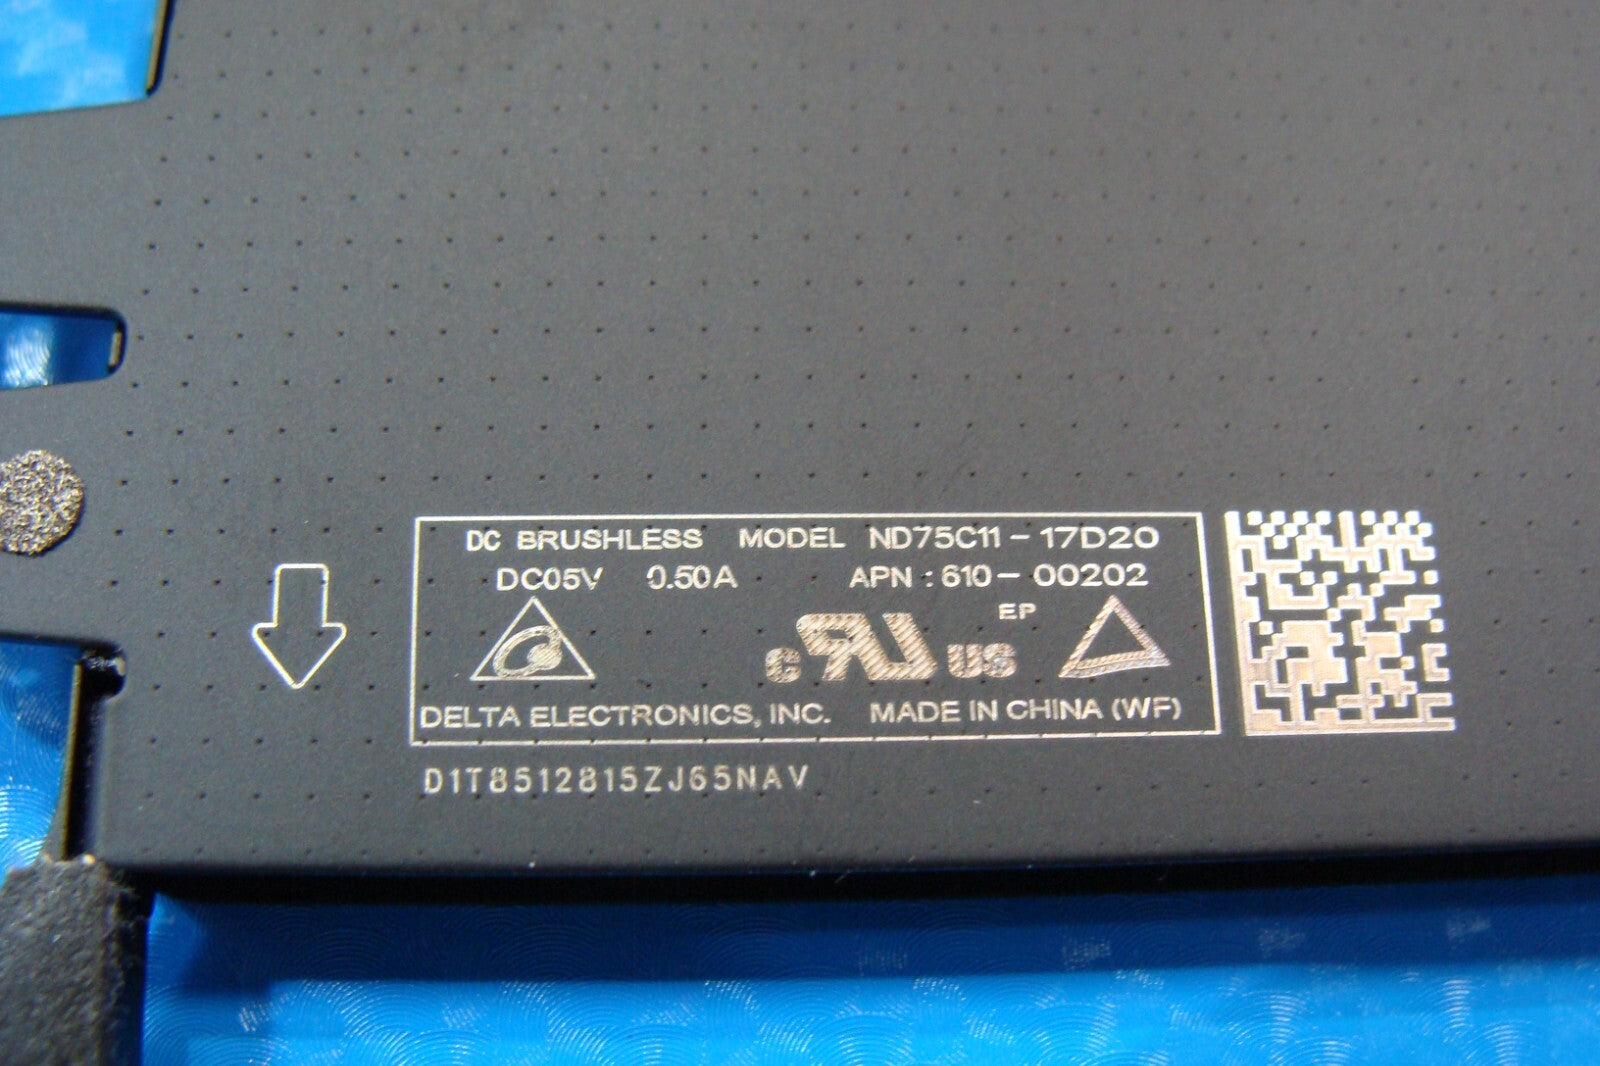 DC BRUSHLESS MODEL ND75C11-17D20
DC05V 0.50A APN : 610-00202
c RU US EP
DELTA ELECTRONICS, INC. MADE IN CHINA (WF)
D1T8512815ZJ65NAV